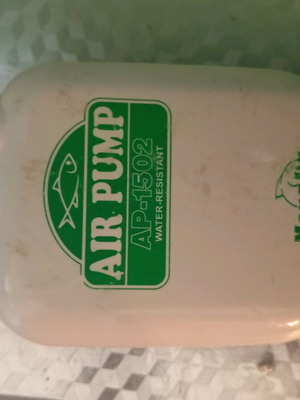 AIR PUMP
AP-1502
WATER-RESISTANT